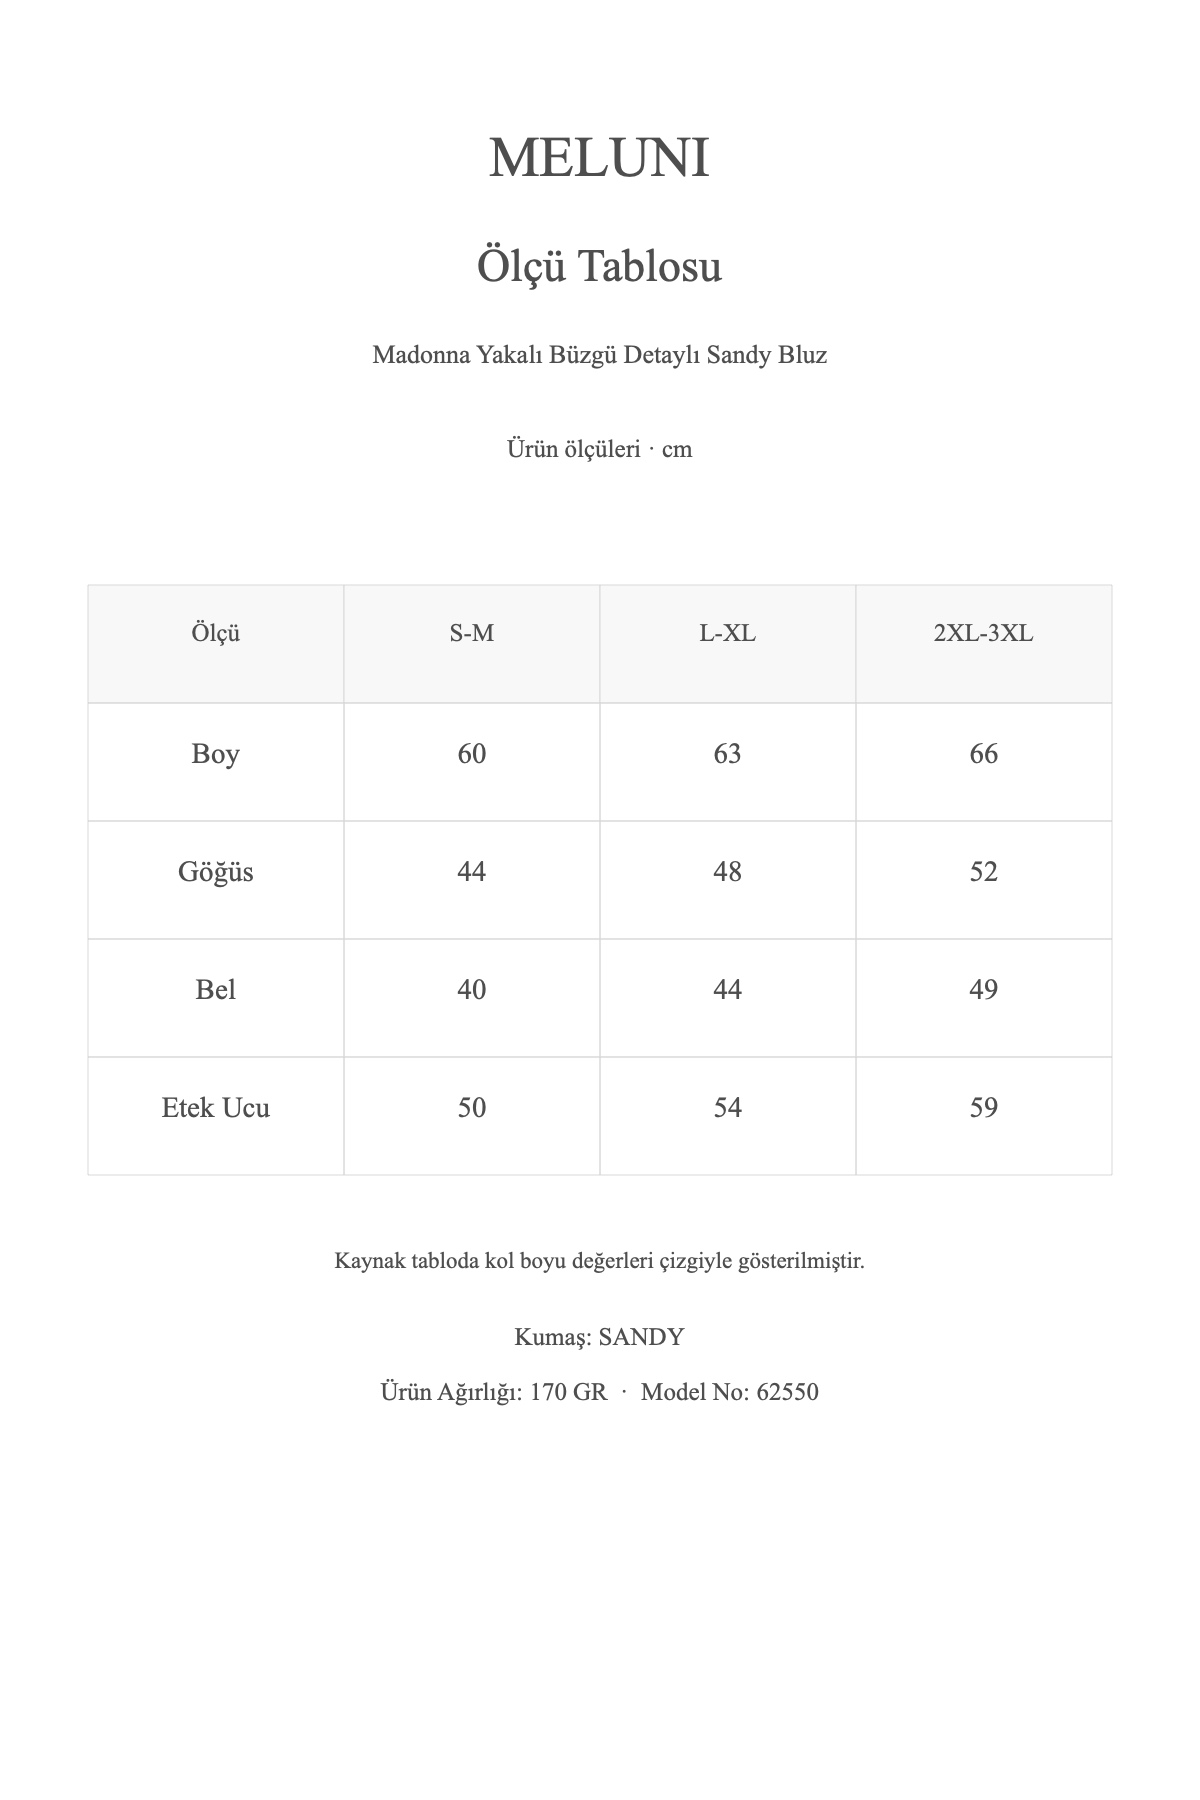 MELUNI
Ölçü Tablosu
Madonna Yakalı Büzgü Detaylı Sandy Bluz
Ürün ölçüleri · cm
Ölçü S-M L-XL 2XL-3XL
Boy 60 63 66
Göğüs 44 48 52
Bel 40 44 49
Etek Ucu 50 54 59
Kaynak tabloda kol boyu değerleri çizgiyle gösterilmiştir.
Kumaş: SANDY
Ürün Ağırlığı: 170 GR · Model No: 62550